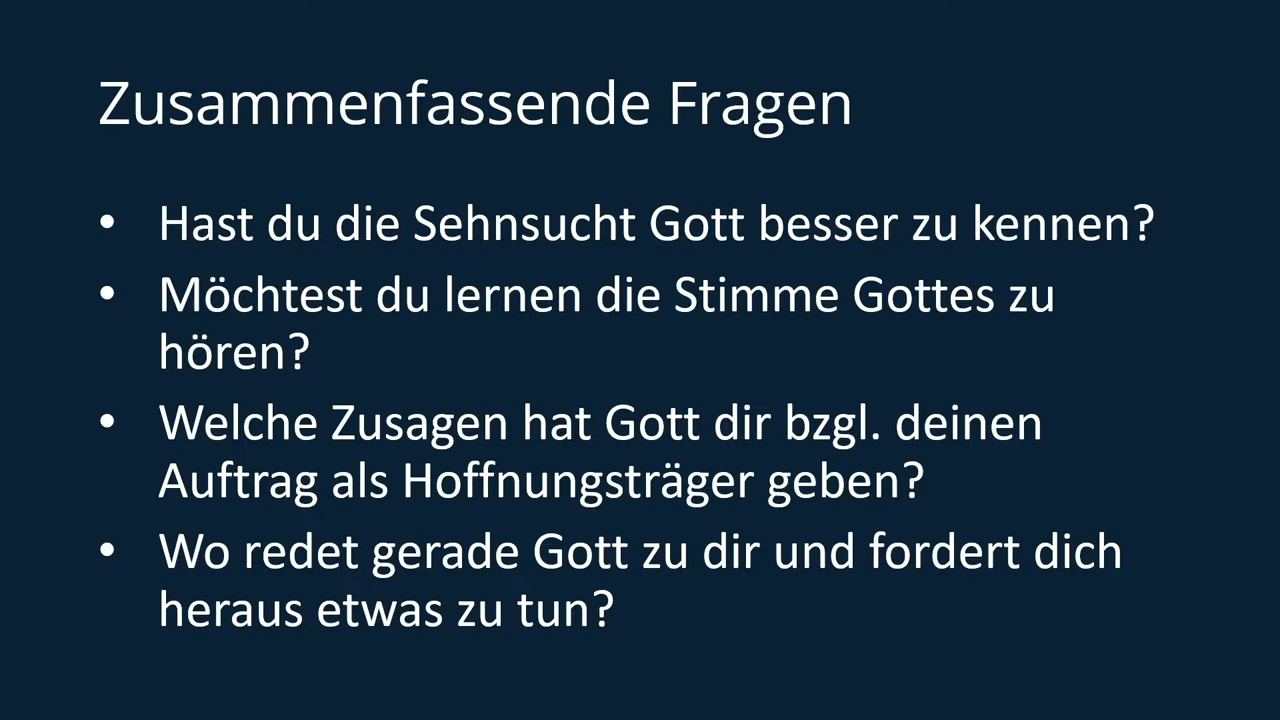 Zusammenfassende Fragen
• Hast du die Sehnsucht Gott besser zu kennen?
• Möchtest du lernen die Stimme Gottes zu
hören?
• Welche Zusagen hat Gott dir bzgl. deinen
Auftrag als Hoffnungsträger geben?
• Wo redet gerade Gott zu dir und fordert dich
heraus etwas zu tun?